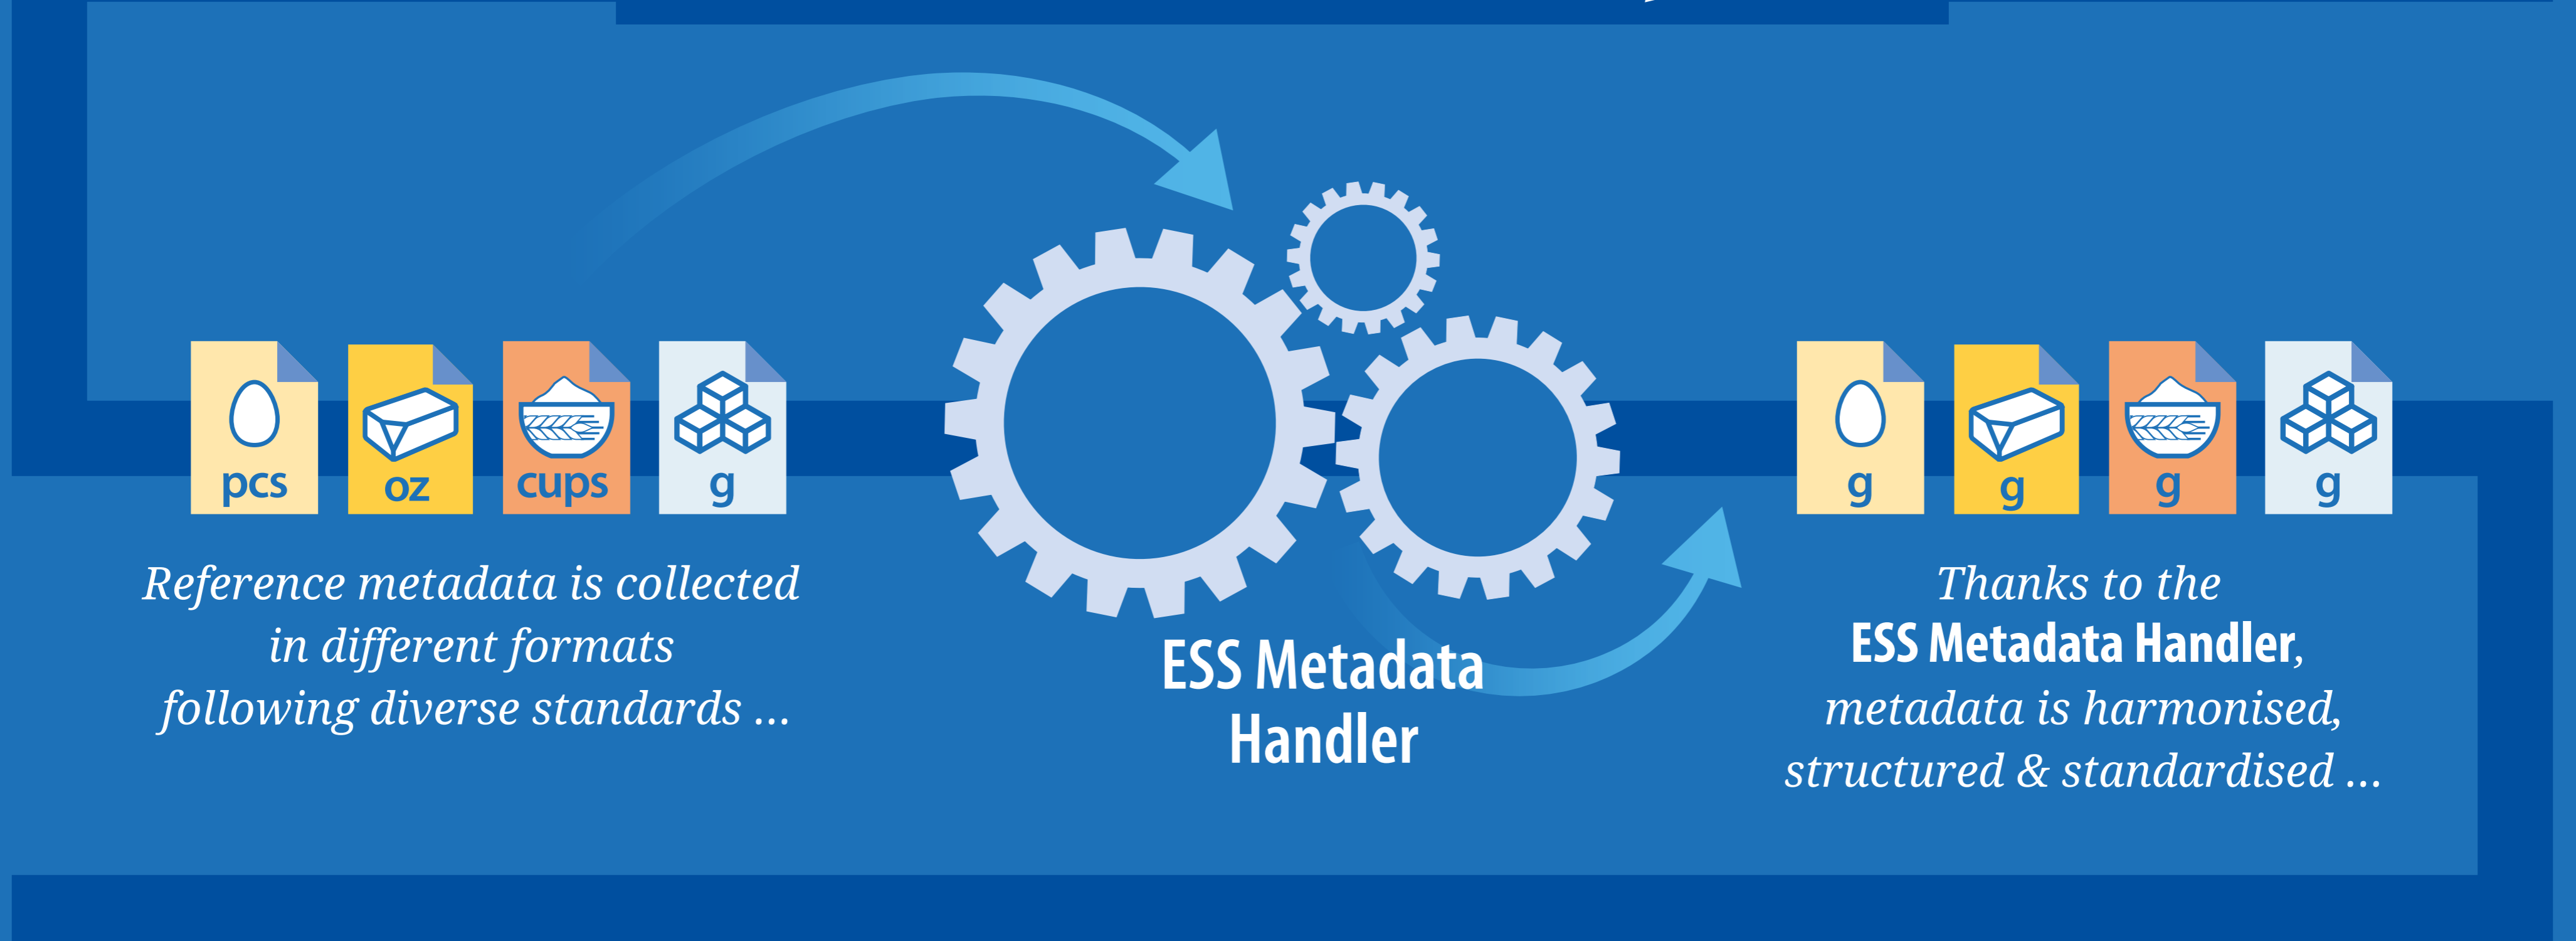 pcs
oz
cups
g
Reference metadata is collected
in different formats
following diverse standards ...
ESS Metadata
Handler
g
g
g
g
Thanks to the
ESS Metadata Handler,
metadata is harmonised,
structured & standardised ...